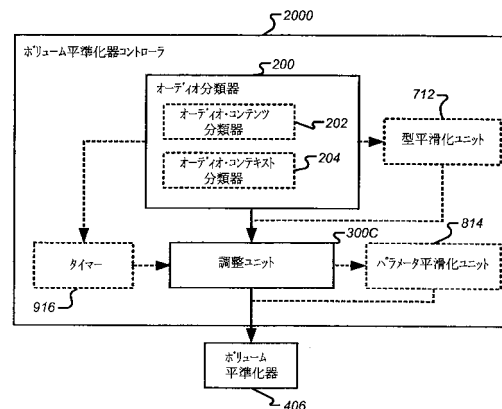 2000
ボリューム平準化器コントローラ
200
オーディオ分類器
オーディオ・コンテンツ
分類器
202
オーディオ・コンテキスト
分類器
204
712
型平滑化ユニット
300C
814
タイマー
調整ユニット
パラメータ平滑化ユニット
916
ボリューム
平準化器
406